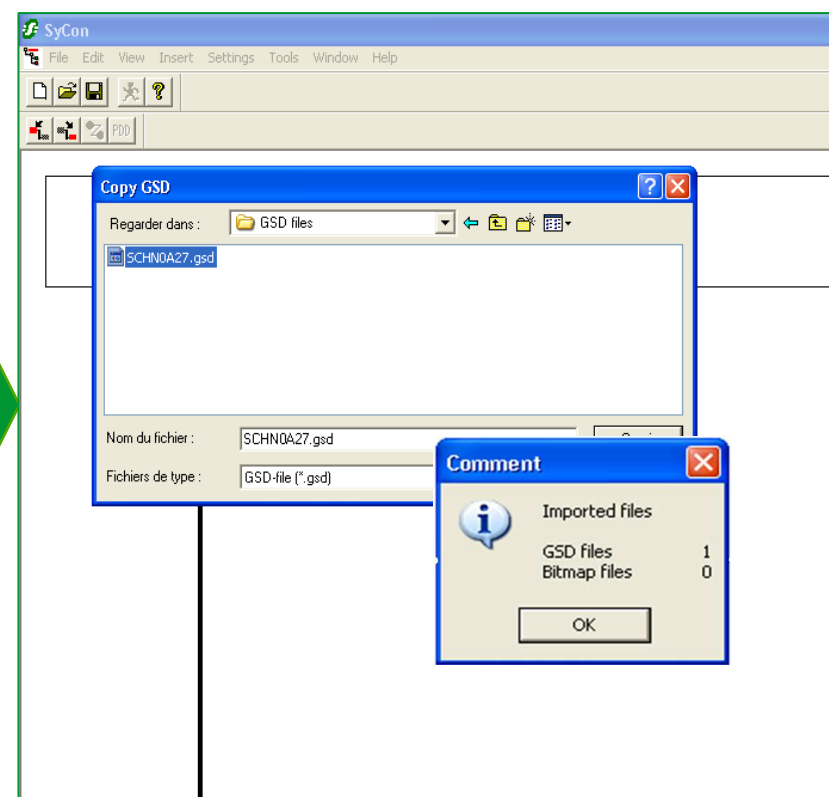 SyCon
File Edit View Insert Settings Tools Window Help
PDD
Copy GSD
Regarder dans :
GSD files
SCHN0A27.gsd
Nom du fichier :
SCHN0A27.gsd
Fichiers de type :
GSD-file (*.gsd)
Comment
Imported files
GSD files 1
Bitmap files 0
OK